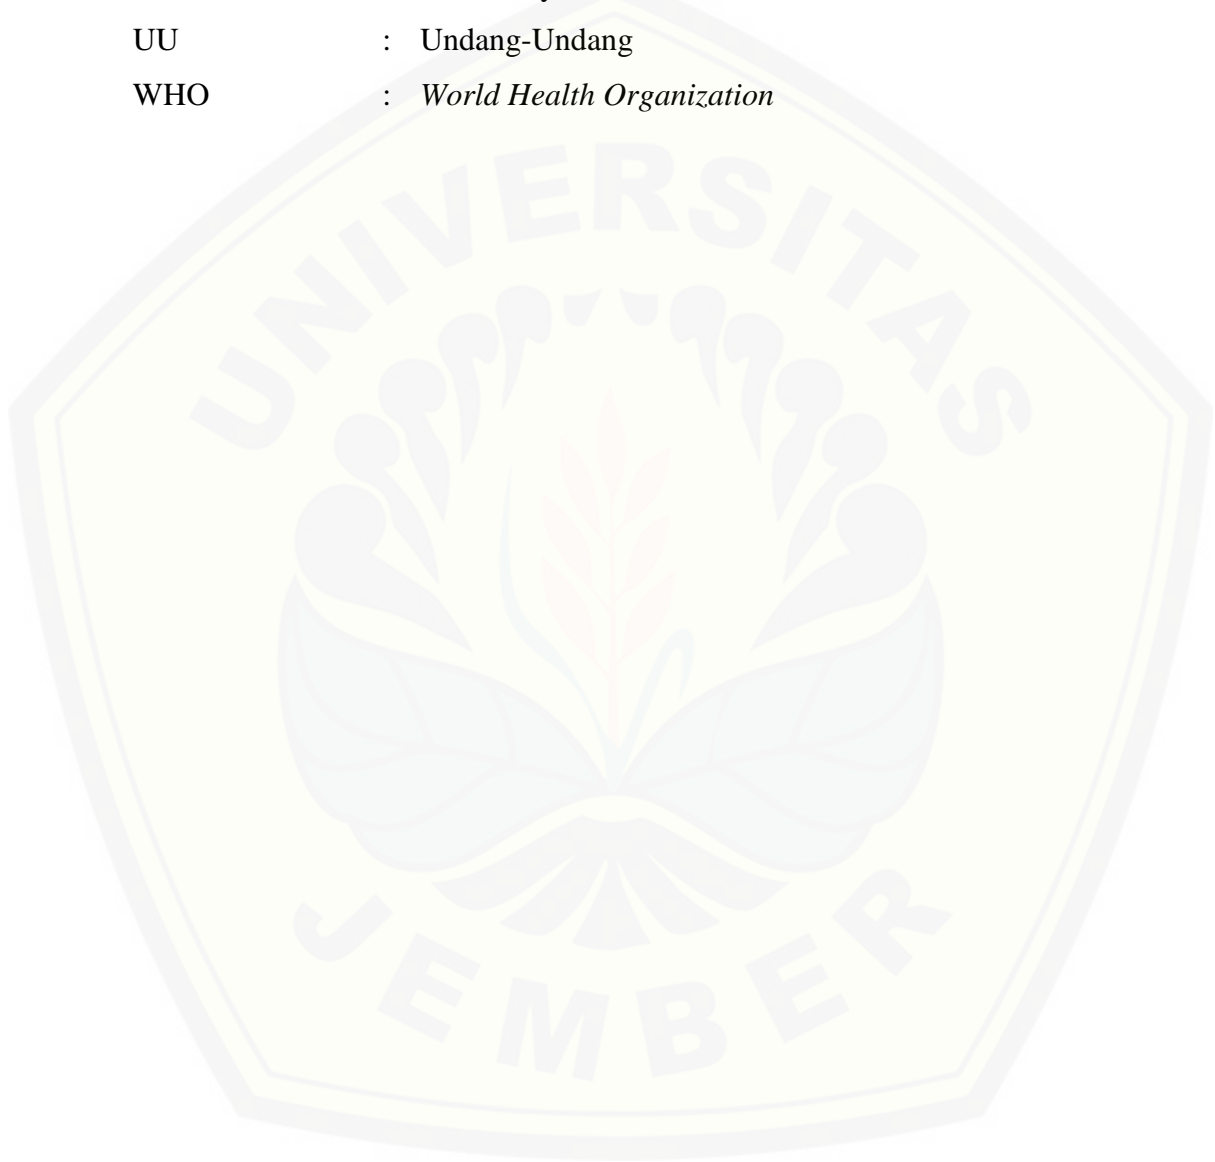 UU : Undang-Undang
WHO : World Health Organization
UNIVERSITAS
JEMBER